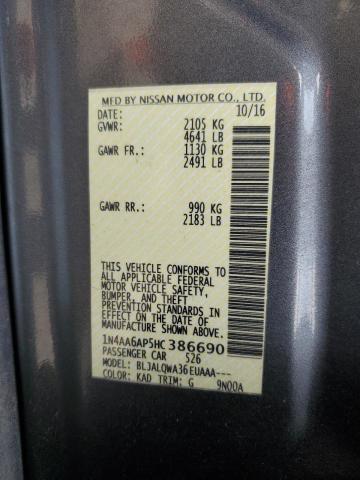 MFD BY NISSAN MOTOR CO., LTD.
DATE: 10/16
GVWR: 2105 KG
4641 LB
GAWR FR.: 1130 KG
2491 LB
GAWR RR.: 990 KG
2183 LB
THIS VEHICLE CONFORMS TO
ALL APPLICABLE FEDERAL
MOTOR VEHICLE SAFETY,
BUMPER, AND THEFT
PREVENTION STANDARDS IN
EFFECT ON THE DATE OF
MANUFACTURE SHOWN ABOVE.
1N4AA6AP5HC386690
PASSENGER CAR 526
MODEL: BLJALQWA36EUAAA---
COLOR: KAD TRIM: G 9N00A